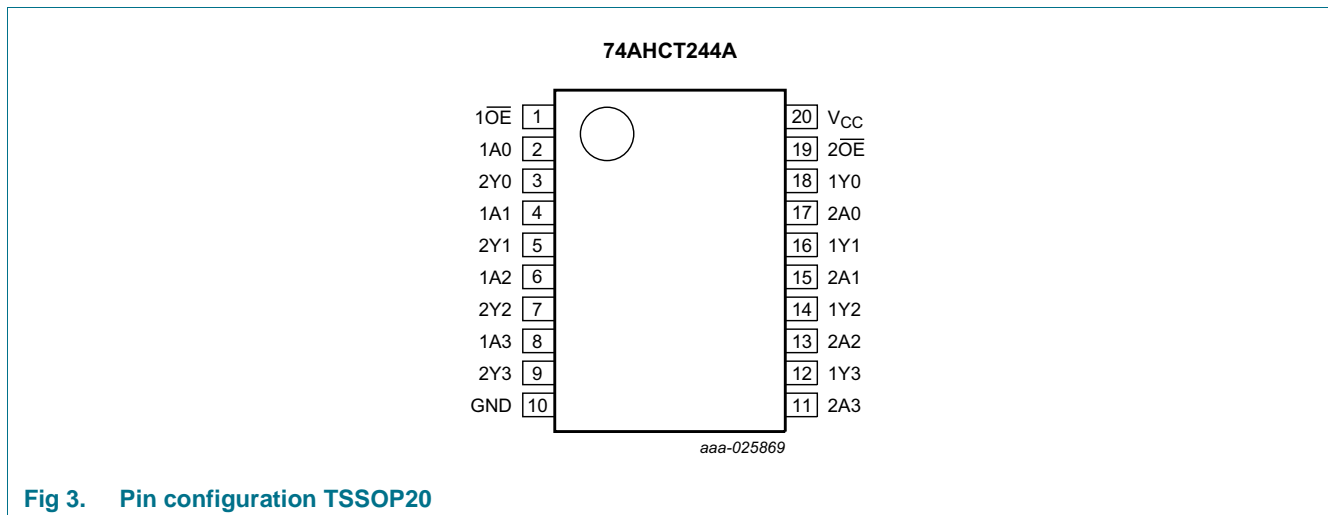 74AHCT244A
1O̅E̅ 1 20 VCC
1A0 2 19 2O̅E̅
2Y0 3 18 1Y0
1A1 4 17 2A0
2Y1 5 16 1Y1
1A2 6 15 2A1
2Y2 7 14 1Y2
1A3 8 13 2A2
2Y3 9 12 1Y3
GND 10 11 2A3
aaa-025869
Fig 3. Pin configuration TSSOP20